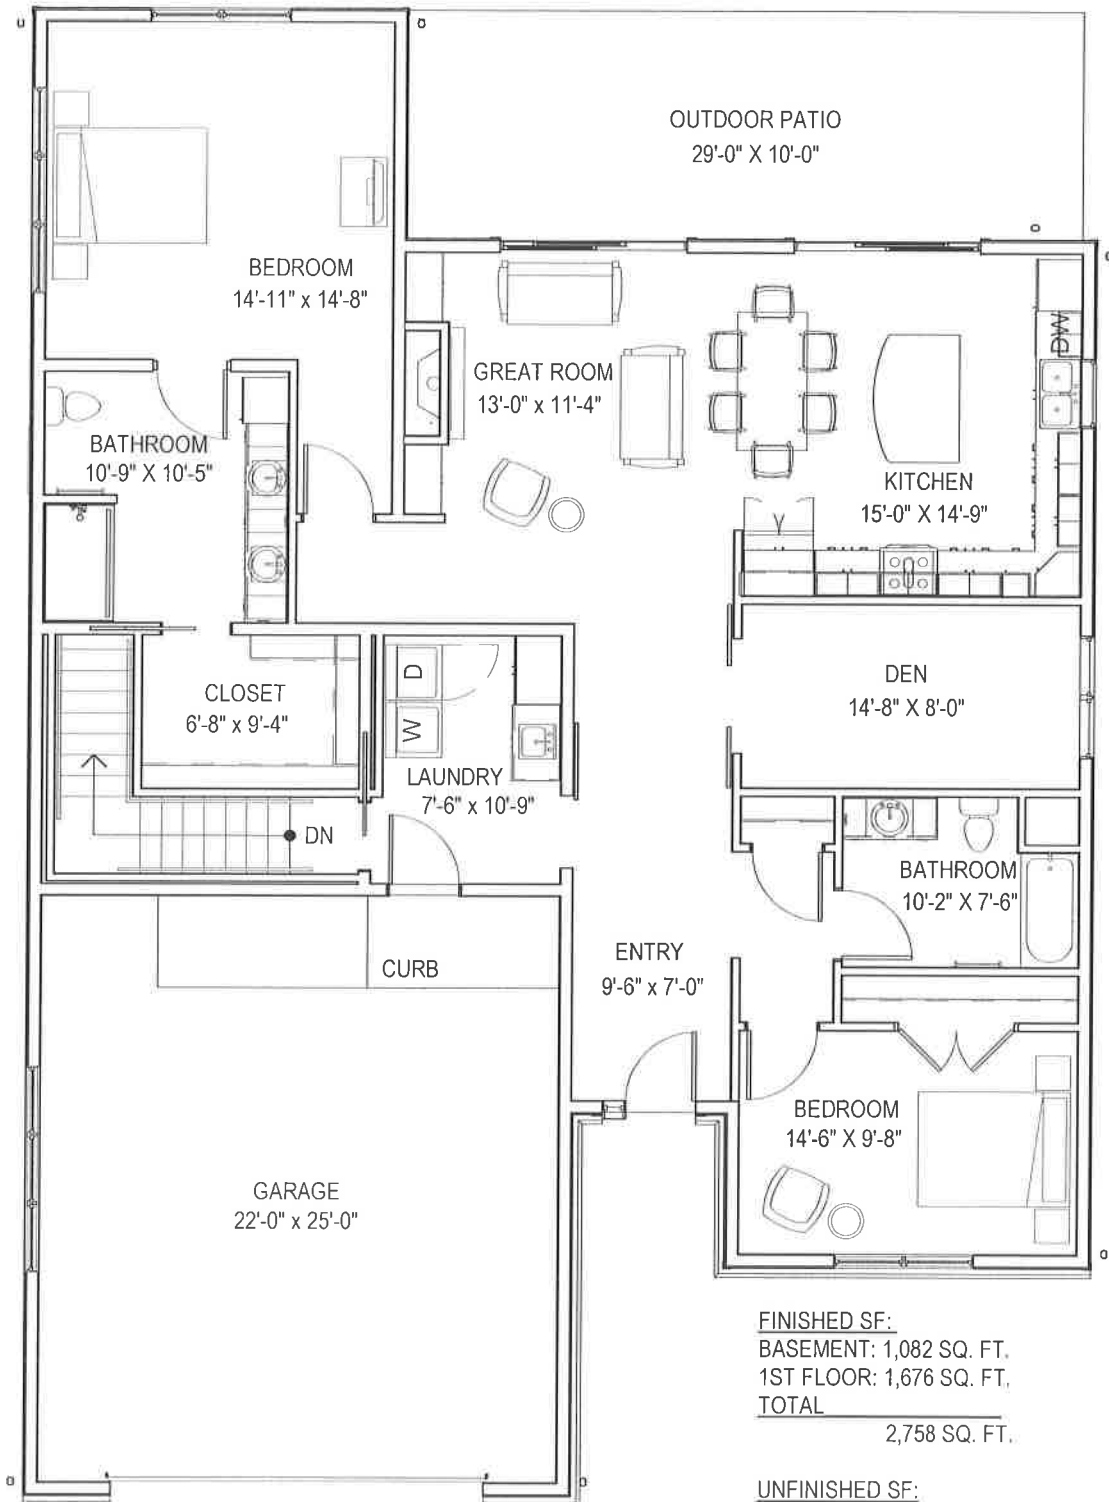 OUTDOOR PATIO
29'-0" X 10'-0"
BEDROOM
14'-11" x 14'-8"
GREAT ROOM
13'-0" x 11'-4"
DW
BATHROOM
10'-9" X 10'-5"
KITCHEN
15'-0" X 14'-9"
CLOSET
6'-8" x 9'-4"
D
W
LAUNDRY
7'-6" x 10'-9"
DEN
14'-8" X 8'-0"
DN
BATHROOM
10'-2" X 7'-6"
ENTRY
9'-6" x 7'-0"
CURB
BEDROOM
14'-6" X 9'-8"
GARAGE
22'-0" x 25'-0"
FINISHED SF:
BASEMENT: 1,082 SQ. FT.
1ST FLOOR: 1,676 SQ. FT.
TOTAL
2,758 SQ. FT.
UNFINISHED SF: